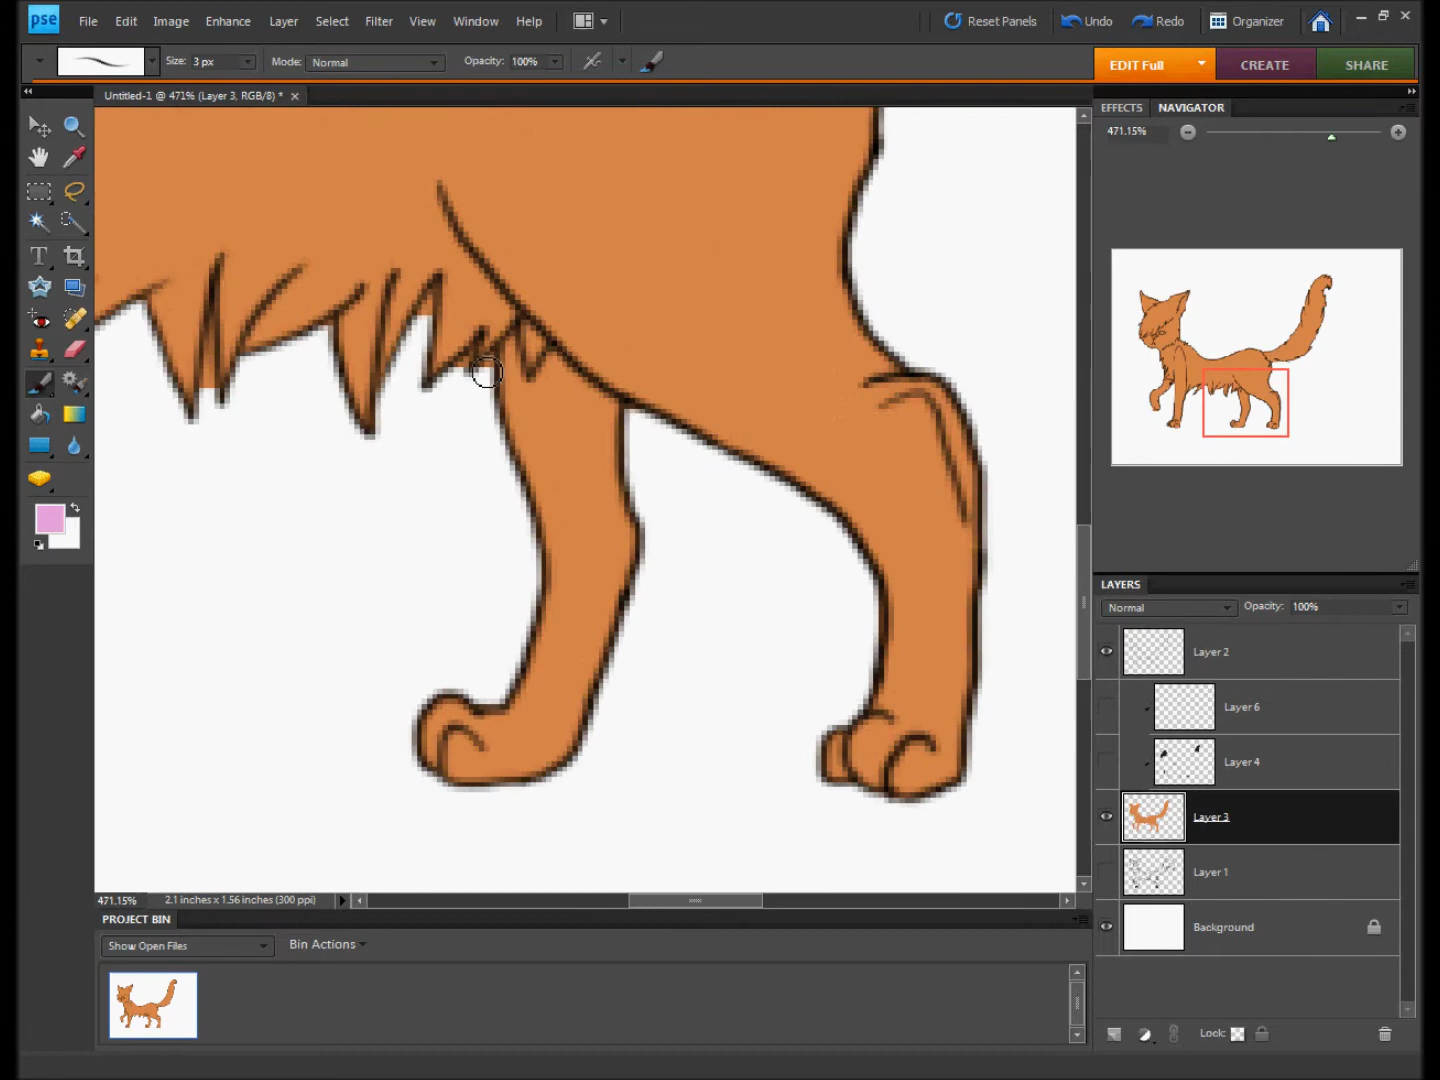 pse File Edit Image Enhance Layer Select Filter View Window Help Reset Panels Undo Redo Organizer
Size: 3 px Mode: Normal Opacity: 100% EDIT Full CREATE SHARE
Untitled-1 @ 471% (Layer 3, RGB/8) * EFFECTS NAVIGATOR
471.15%
T
LAYERS
Normal Opacity: 100%
Layer 2
Layer 6
Layer 4
Layer 3
Layer 1
Background
471.15% 2.1 inches x 1.56 inches (300 ppi)
PROJECT BIN
Show Open Files Bin Actions
Lock: